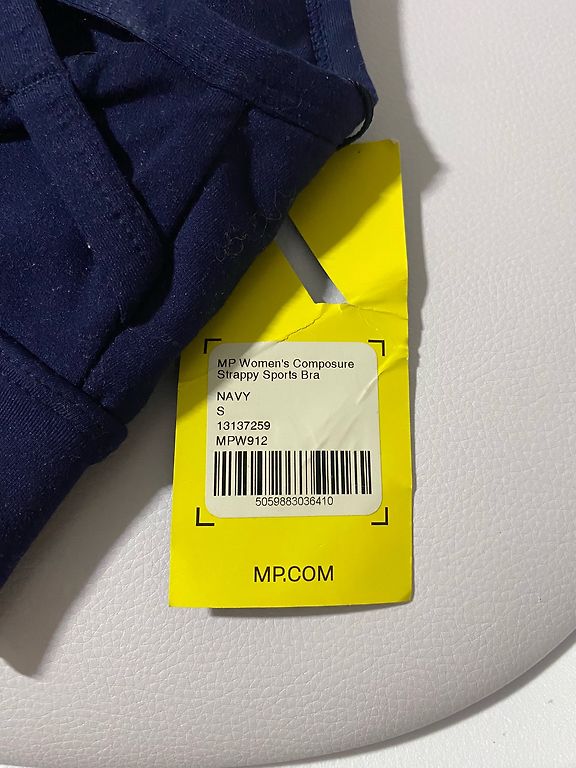 MP Women's Composure
Strappy Sports Bra
NAVY
S
13137259
MPW912
5059883036410
MP.COM